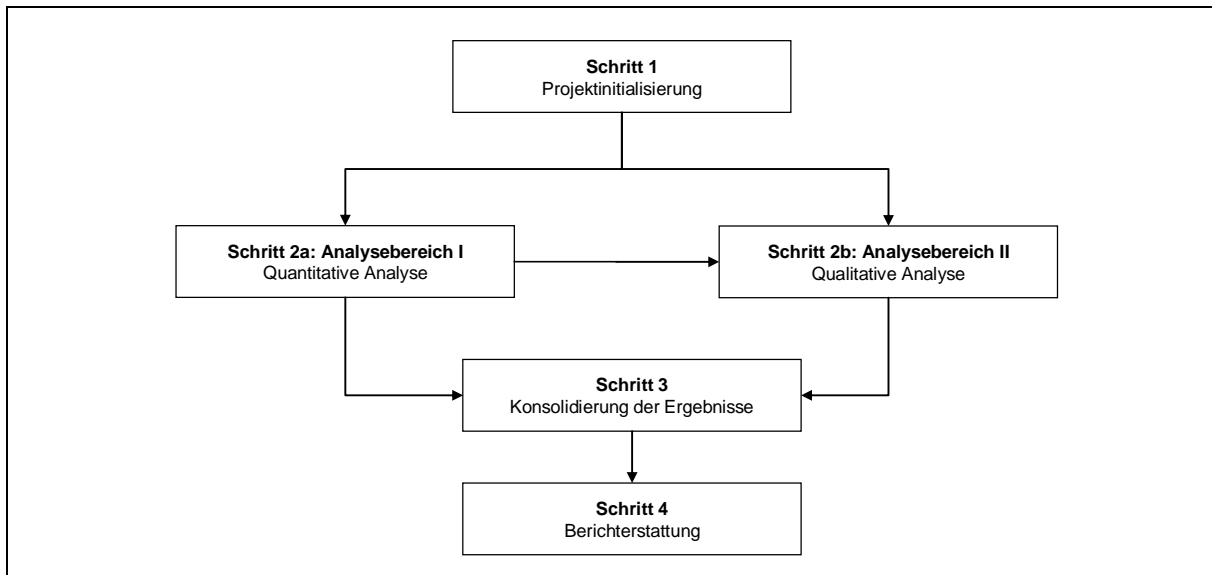 Schritt 1
Projektinitialisierung
Schritt 2a: Analysebereich I
Quantitative Analyse
Schritt 2b: Analysebereich II
Qualitative Analyse
Schritt 3
Konsolidierung der Ergebnisse
Schritt 4
Berichterstattung